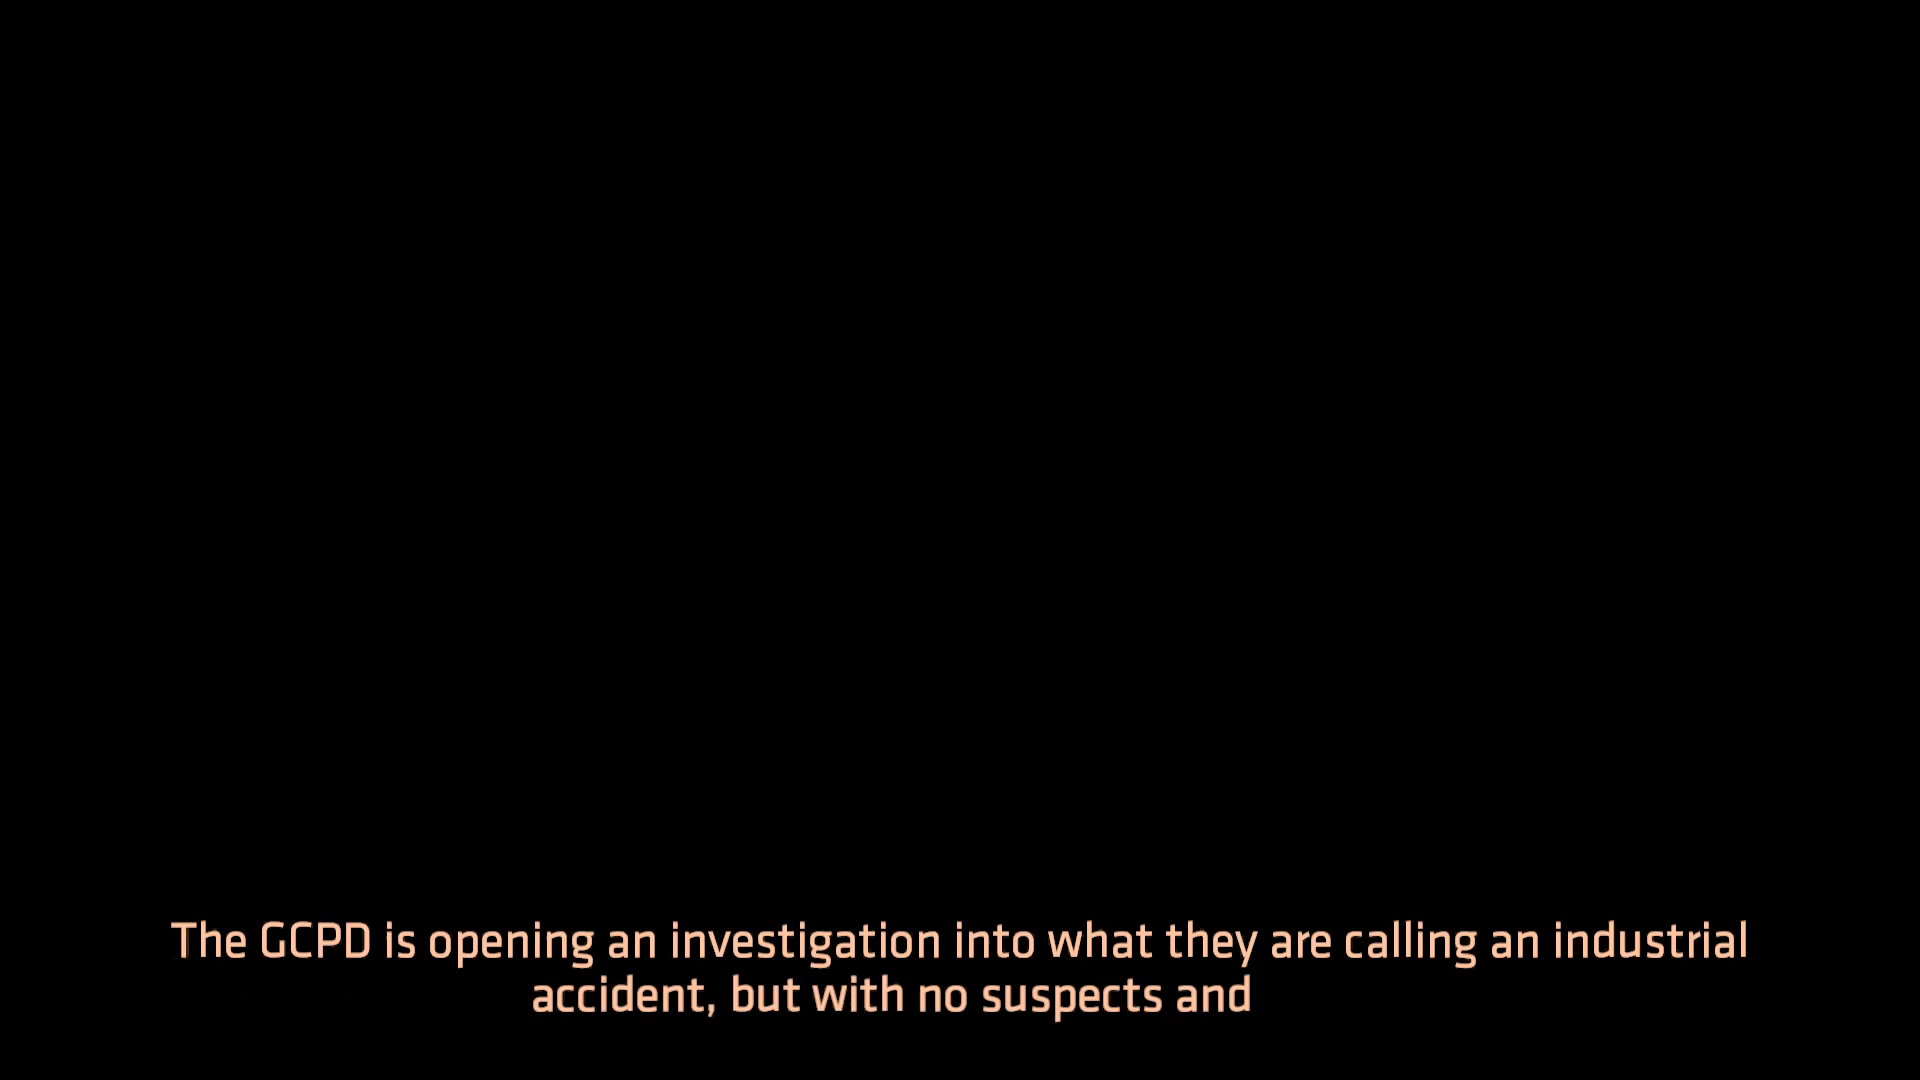 The GCPD is opening an investigation into what they are calling an industrial
accident, but with no suspects and